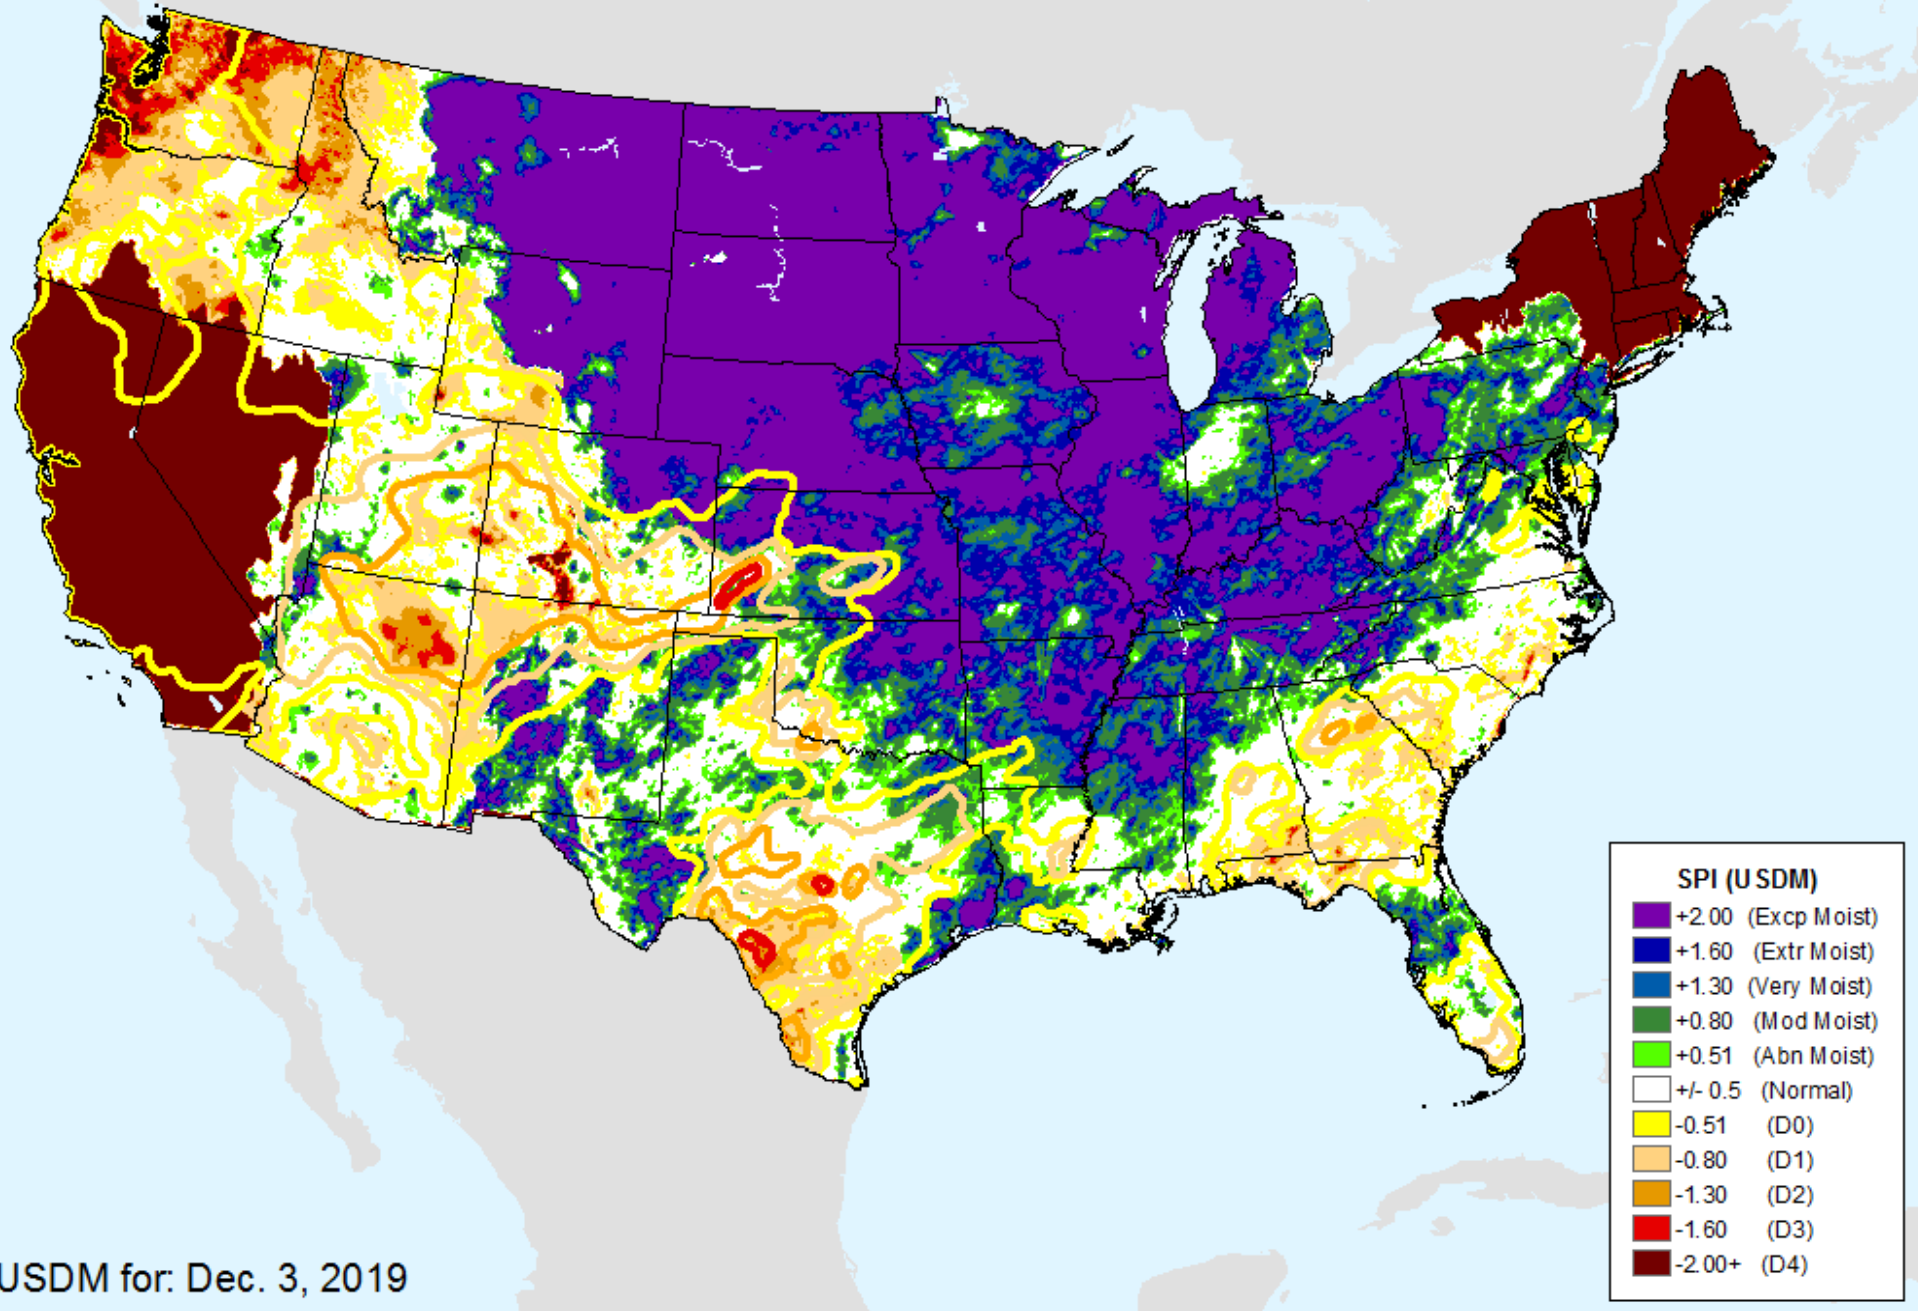 SPI (USDM)
+2.00 (Excp Moist)
+1.60 (Extr Moist)
+1.30 (Very Moist)
+0.80 (Mod Moist)
+0.51 (Abn Moist)
+/- 0.5 (Normal)
-0.51 (D0)
-0.80 (D1)
-1.30 (D2)
-1.60 (D3)
-2.00+ (D4)
USDM for: Dec. 3, 2019